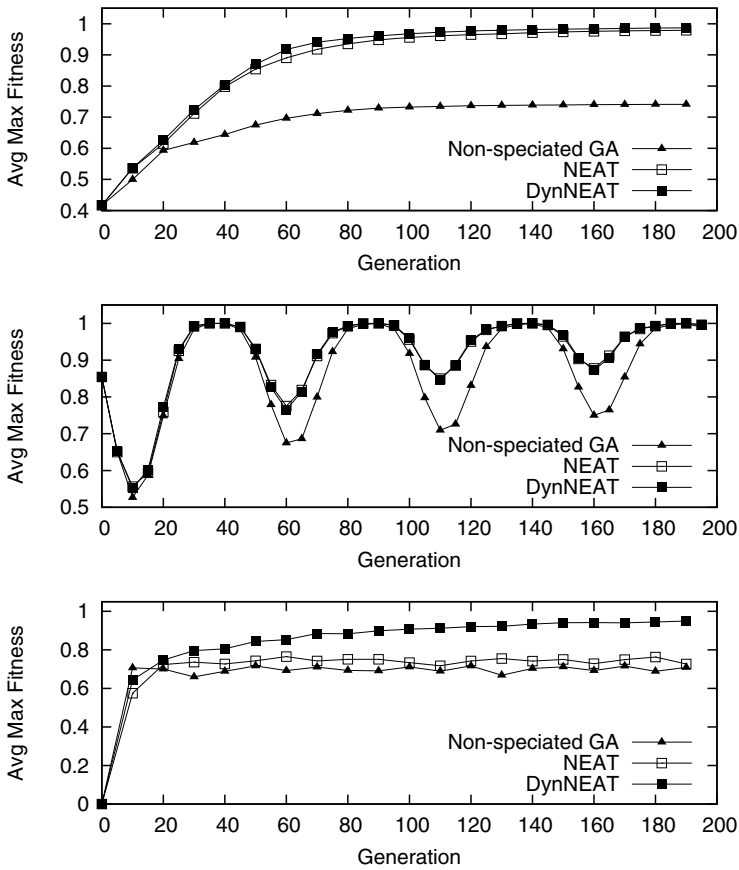 1
0.9
0.8
0.7
0.6
0.5
0.4
Avg Max Fitness
Non-speciated GA
NEAT
DynNEAT
0 20 40 60 80 100 120 140 160 180 200
Generation
1
0.9
0.8
0.7
0.6
0.5
Avg Max Fitness
Non-speciated GA
NEAT
DynNEAT
0 20 40 60 80 100 120 140 160 180 200
Generation
1
0.8
0.6
0.4
0.2
0
Avg Max Fitness
Non-speciated GA
NEAT
DynNEAT
0 20 40 60 80 100 120 140 160 180 200
Generation